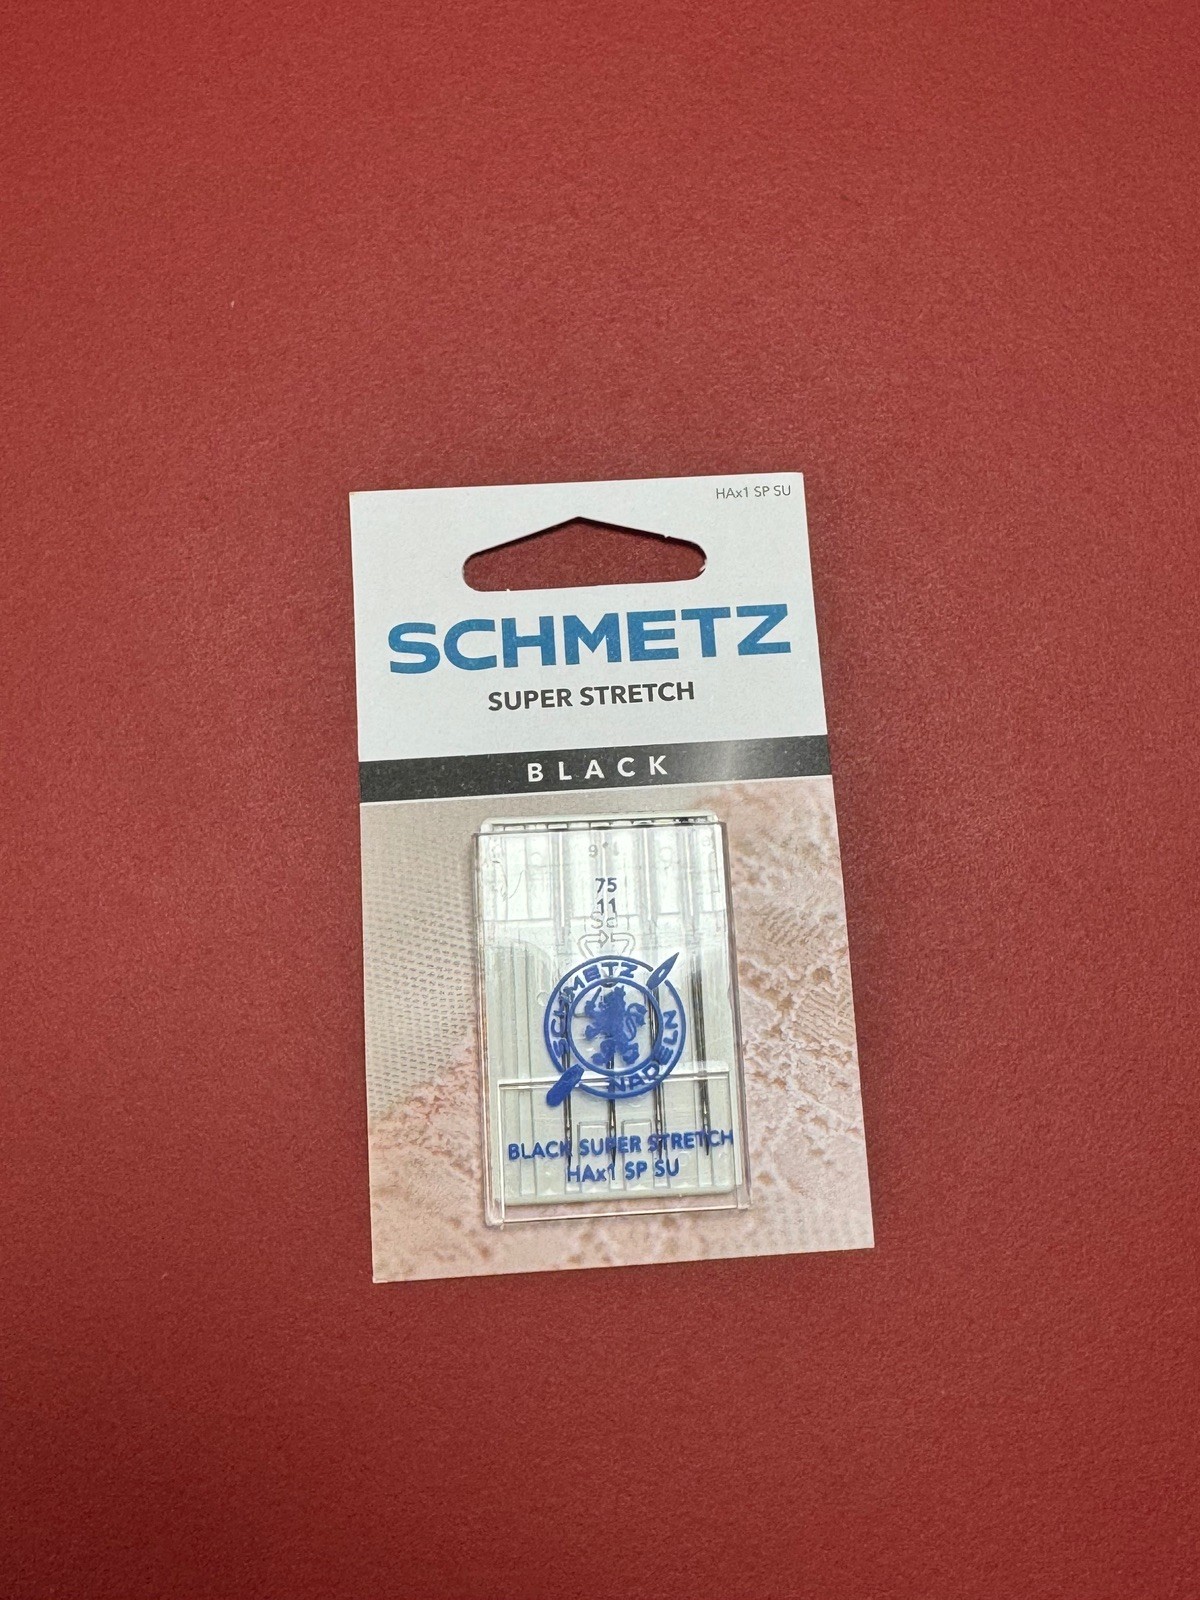 HAx1 SP SU
SCHMETZ
SUPER STRETCH
BLACK
75
11
SCHMETZ
NADELN
BLACK SUPER STRETCH
HAx1 SP SU